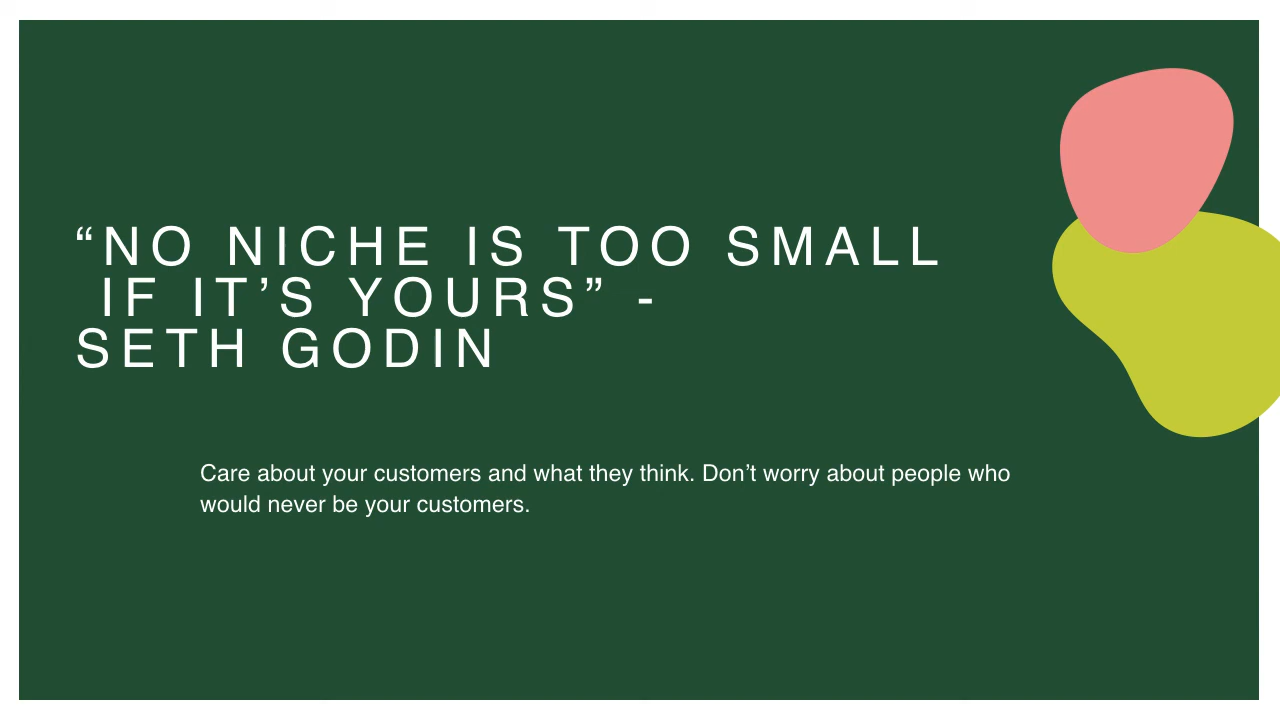 “NO NICHE IS TOO SMALL
IF IT’S YOURS” -
SETH GODIN
Care about your customers and what they think. Don’t worry about people who
would never be your customers.